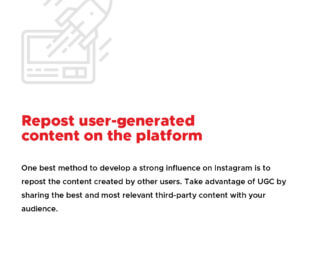 Repost user-generated
content on the platform
One best method to develop a strong influence on Instagram is to
repost the content created by other users. Take advantage of UGC by
sharing the best and most relevant third-party content with your
audience.